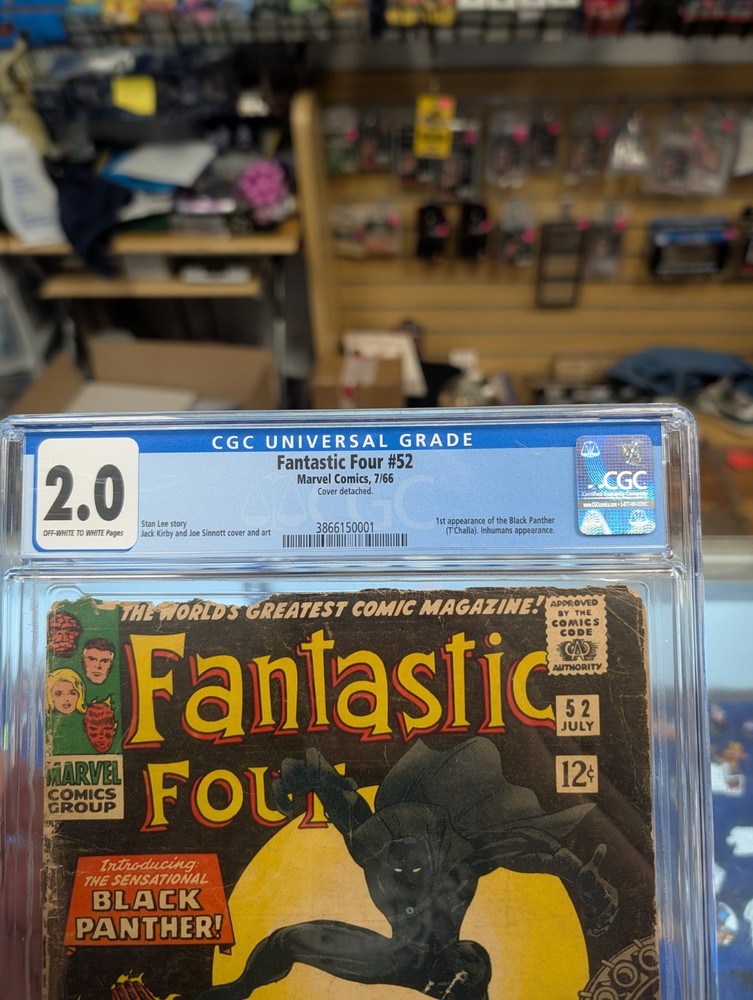 CGC UNIVERSAL GRADE
2.0
OFF-WHITE TO WHITE Pages
Fantastic Four #52
Marvel Comics, 7/66
Cover detached.
Stan Lee story
Jack Kirby and Joe Sinnott cover and art
3866150001
1st appearance of the Black Panther
(T'Challa). Inhumans appearance.
CGC
THE WORLD'S GREATEST COMIC MAGAZINE!
APPROVED
BY THE
COMICS
CODE
CA
AUTHORITY
Fantastic
FOUR
52
JULY
12¢
MARVEL
COMICS
GROUP
Introducing
THE SENSATIONAL
BLACK
PANTHER!